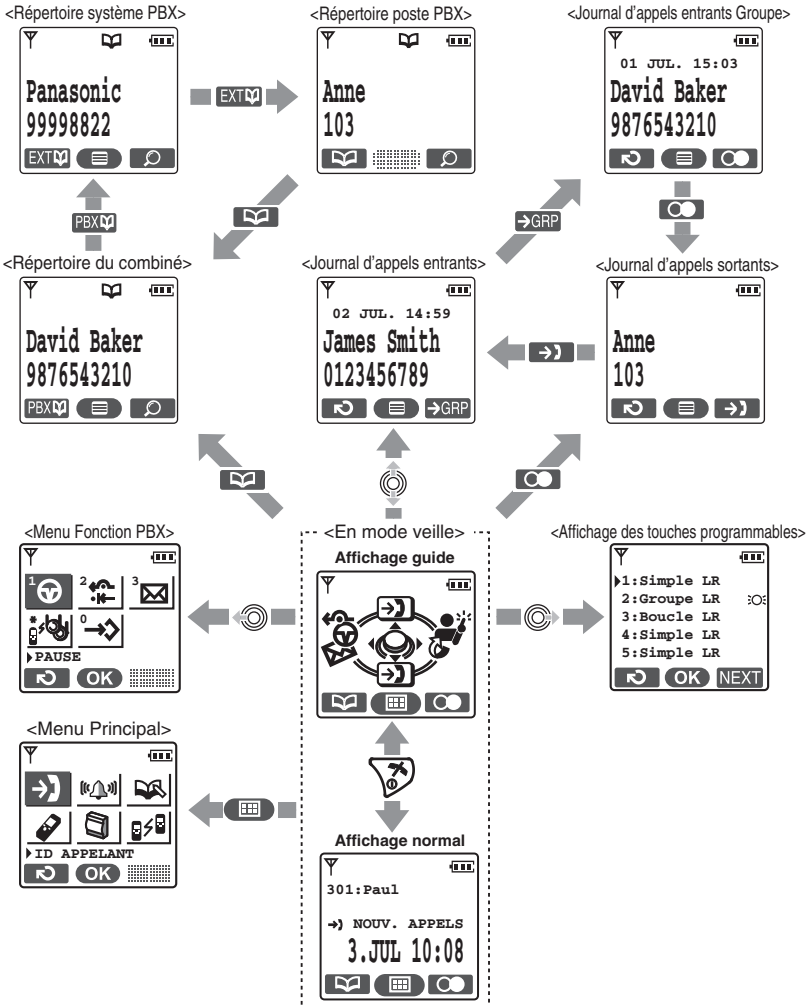 <Répertoire système PBX>
Panasonic
99998822
EXT
EXT
<Répertoire poste PBX>
Anne
103
<Journal d'appels entrants Groupe>
01 JUL. 15:03
David Baker
9876543210
PBX
→GRP
<Répertoire du combiné>
David Baker
9876543210
PBX
<Journal d'appels entrants>
02 JUL. 14:59
James Smith
0123456789
→GRP
<Journal d'appels sortants>
Anne
103
<Menu Fonction PBX>
1 2 3
* 0
PAUSE
OK
<En mode veille>
Affichage guide
<Affichage des touches programmables>
1:Simple LR
2:Groupe LR
3:Boucle LR
4:Simple LR
5:Simple LR
OK NEXT
<Menu Principal>
ID APPELANT
OK
Affichage normal
301:Paul
NOUV. APPELS
3.JUL 10:08